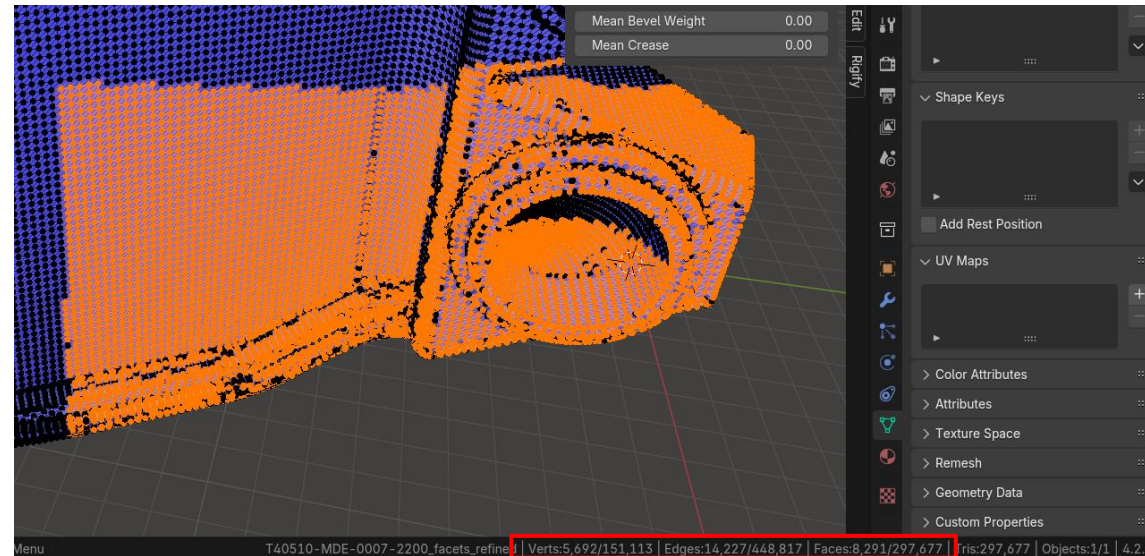 Mean Bevel Weight 0.00
Mean Crease 0.00
Edit
Rigify
Shape Keys
Add Rest Position
UV Maps
Color Attributes
Attributes
Texture Space
Remesh
Geometry Data
Custom Properties
Menu T40510-MDE-0007-2200_facets_refined | Verts:5,692/151,113 | Edges:14,227/448,817 | Faces:8,291/297,677 | Tris:297,677 | Objects:1/1 | 4.2